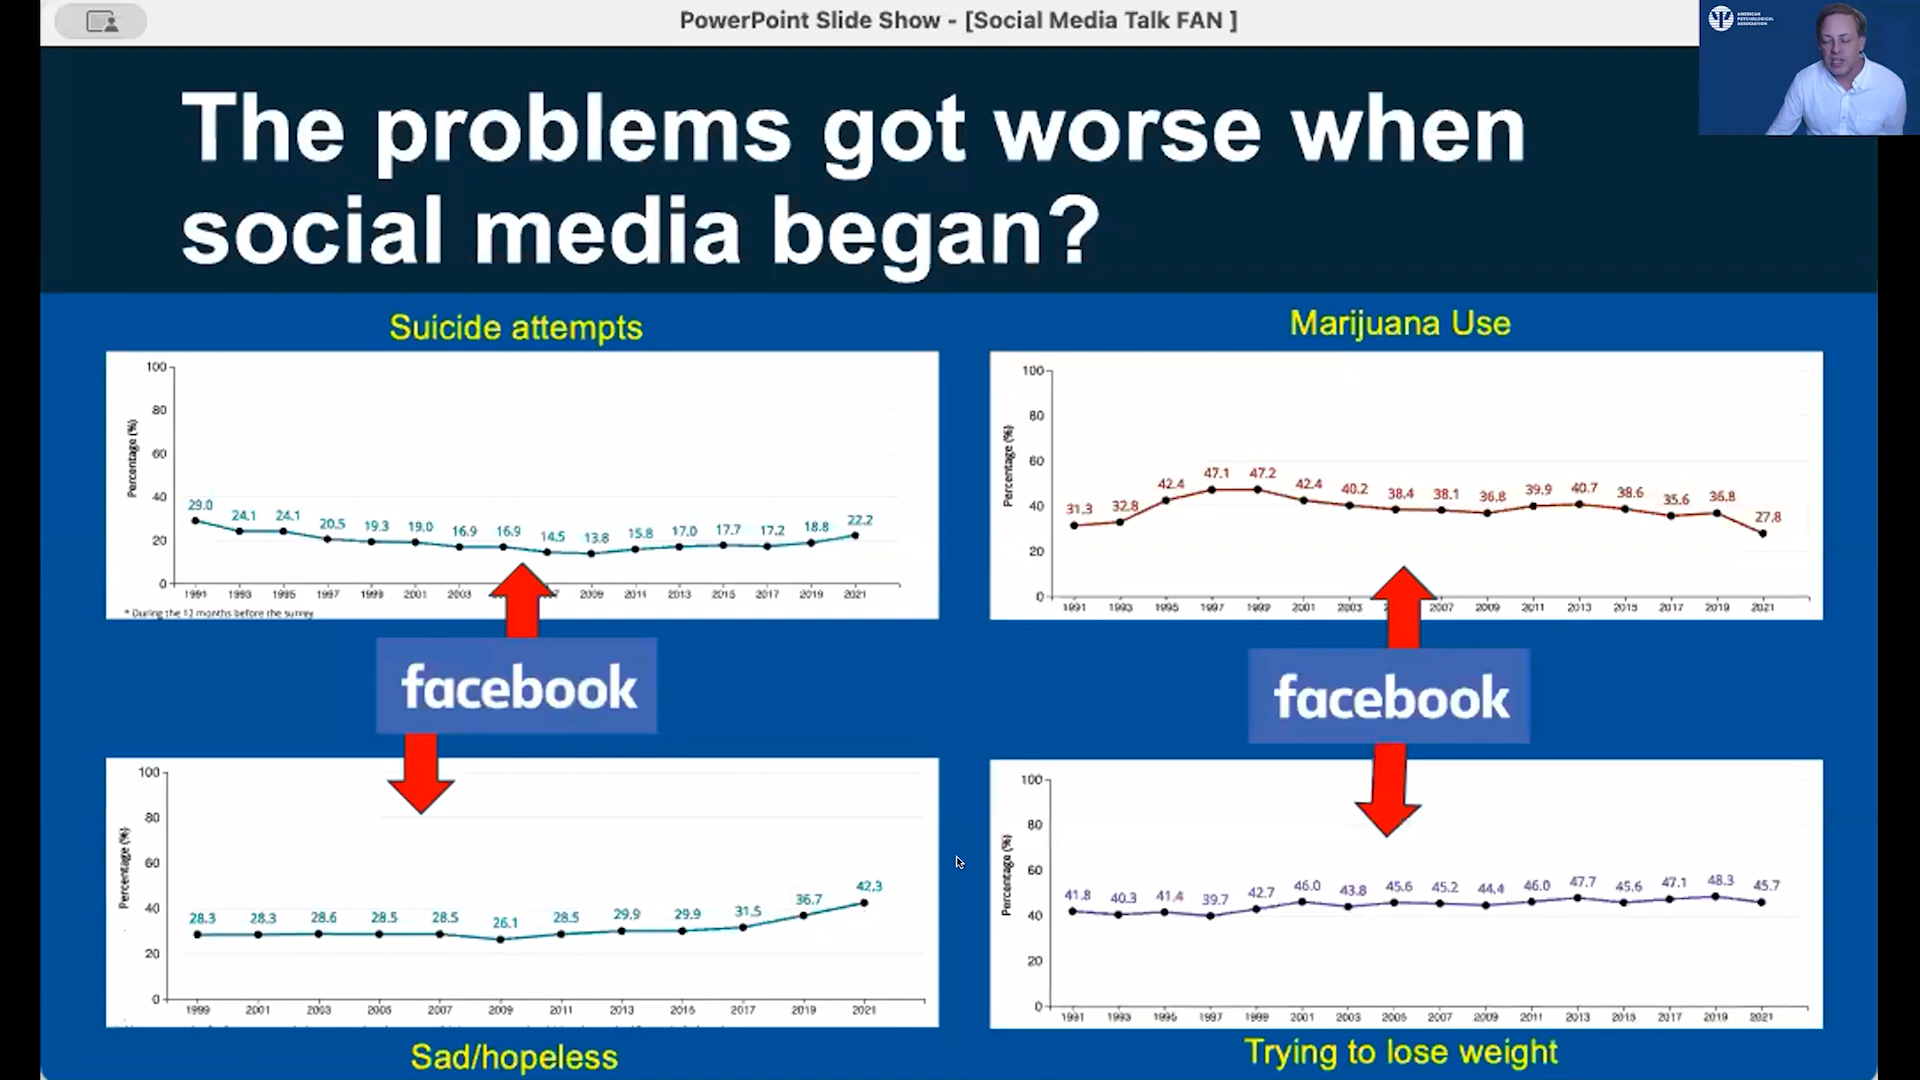 PowerPoint Slide Show - [Social Media Talk FAN ]
AMERICAN
PSYCHOLOGICAL
ASSOCIATION
The problems got worse when
social media began?
Suicide attempts
Percentage (%)
100
80
60
40
20
0
29.0 24.1 24.1 20.5 19.3 19.0 16.9 16.9 14.5 13.8 15.8 17.0 17.7 17.2 18.8 22.2
1991 1993 1995 1997 1999 2001 2003 2009 2011 2013 2015 2017 2019 2021
* During the 12 months before the survey
Marijuana Use
Percentage (%)
100
80
60
40
20
0
31.3 32.8 42.4 47.1 47.2 42.4 40.2 38.4 38.1 36.8 39.9 40.7 38.6 35.6 36.8 27.8
1991 1993 1995 1997 1999 2001 2003 2007 2009 2011 2013 2015 2017 2019 2021
facebook
facebook
Percentage (%)
100
80
60
40
20
0
28.3 28.3 28.6 28.5 28.5 26.1 28.5 29.9 29.9 31.5 36.7 42.3
1999 2001 2003 2005 2007 2009 2011 2013 2015 2017 2019 2021
Sad/hopeless
Percentage (%)
100
80
60
40
20
0
41.8 40.3 41.4 39.7 42.7 46.0 43.8 45.6 45.2 44.4 46.0 47.7 45.6 47.1 48.3 45.7
1991 1993 1995 1997 1999 2001 2003 2005 2007 2009 2011 2013 2015 2017 2019 2021
Trying to lose weight